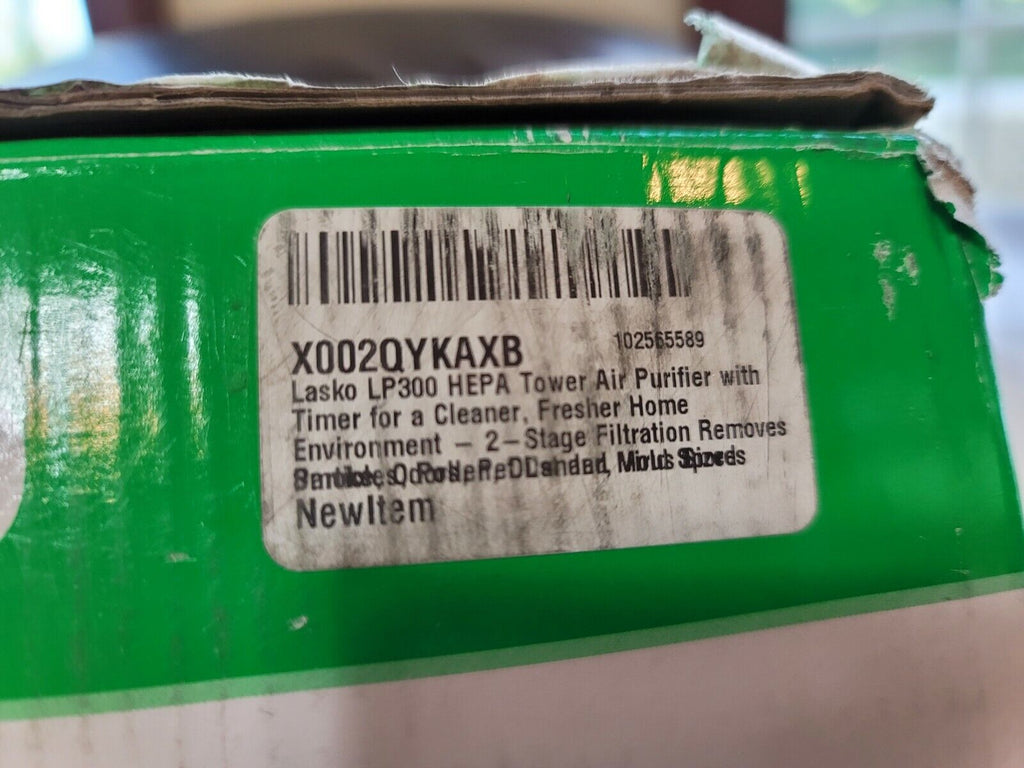 X002QYKAXB
102565589
Lasko LP300 HEPA Tower Air Purifier with
Timer for a Cleaner, Fresher Home
Environment – 2-Stage Filtration Removes
NewItem